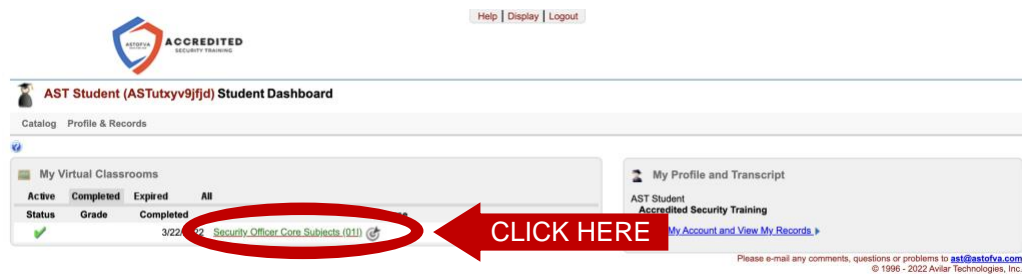 Help | Display | Logout
ASTOFVA
ACCREDITED
SECURITY TRAINING
AST Student (ASTutxyv9jfjd) Student Dashboard
Catalog Profile & Records
My Virtual Classrooms
Active Completed Expired All
Status Grade Completed
3/22/ 22 Security Officer Core Subjects (01I)
CLICK HERE
My Profile and Transcript
AST Student
Accredited Security Training
My Account and View My Records
Please e-mail any comments, questions or problems to ast@astofva.com
© 1996 - 2022 Avilar Technologies, Inc.